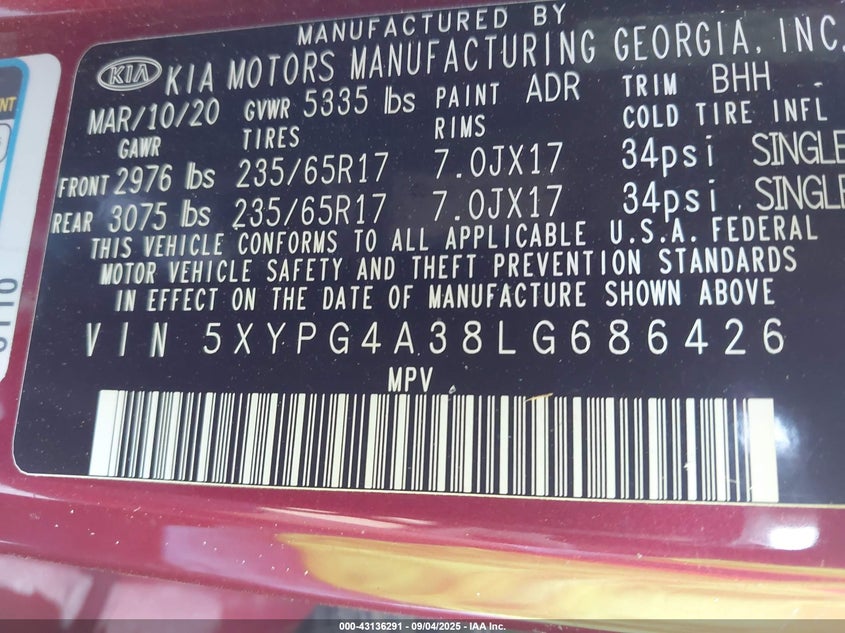 MANUFACTURED BY
KIA KIA MOTORS MANUFACTURING GEORGIA, INC.
MAR/10/20 GVWR 5335 lbs PAINT ADR TRIM BHH
GAWR TIRES RIMS COLD TIRE INFL
FRONT 2976 lbs 235/65R17 7.0JX17 34psi SINGLE
REAR 3075 lbs 235/65R17 7.0JX17 34psi SINGLE
THIS VEHICLE CONFORMS TO ALL APPLICABLE U.S.A. FEDERAL
MOTOR VEHICLE SAFETY AND THEFT PREVENTION STANDARDS
IN EFFECT ON THE DATE OF MANUFACTURE SHOWN ABOVE
VIN 5XYPG4A38LG686426
MPV
000-43136291 - 09/04/2025 - IAA Inc.